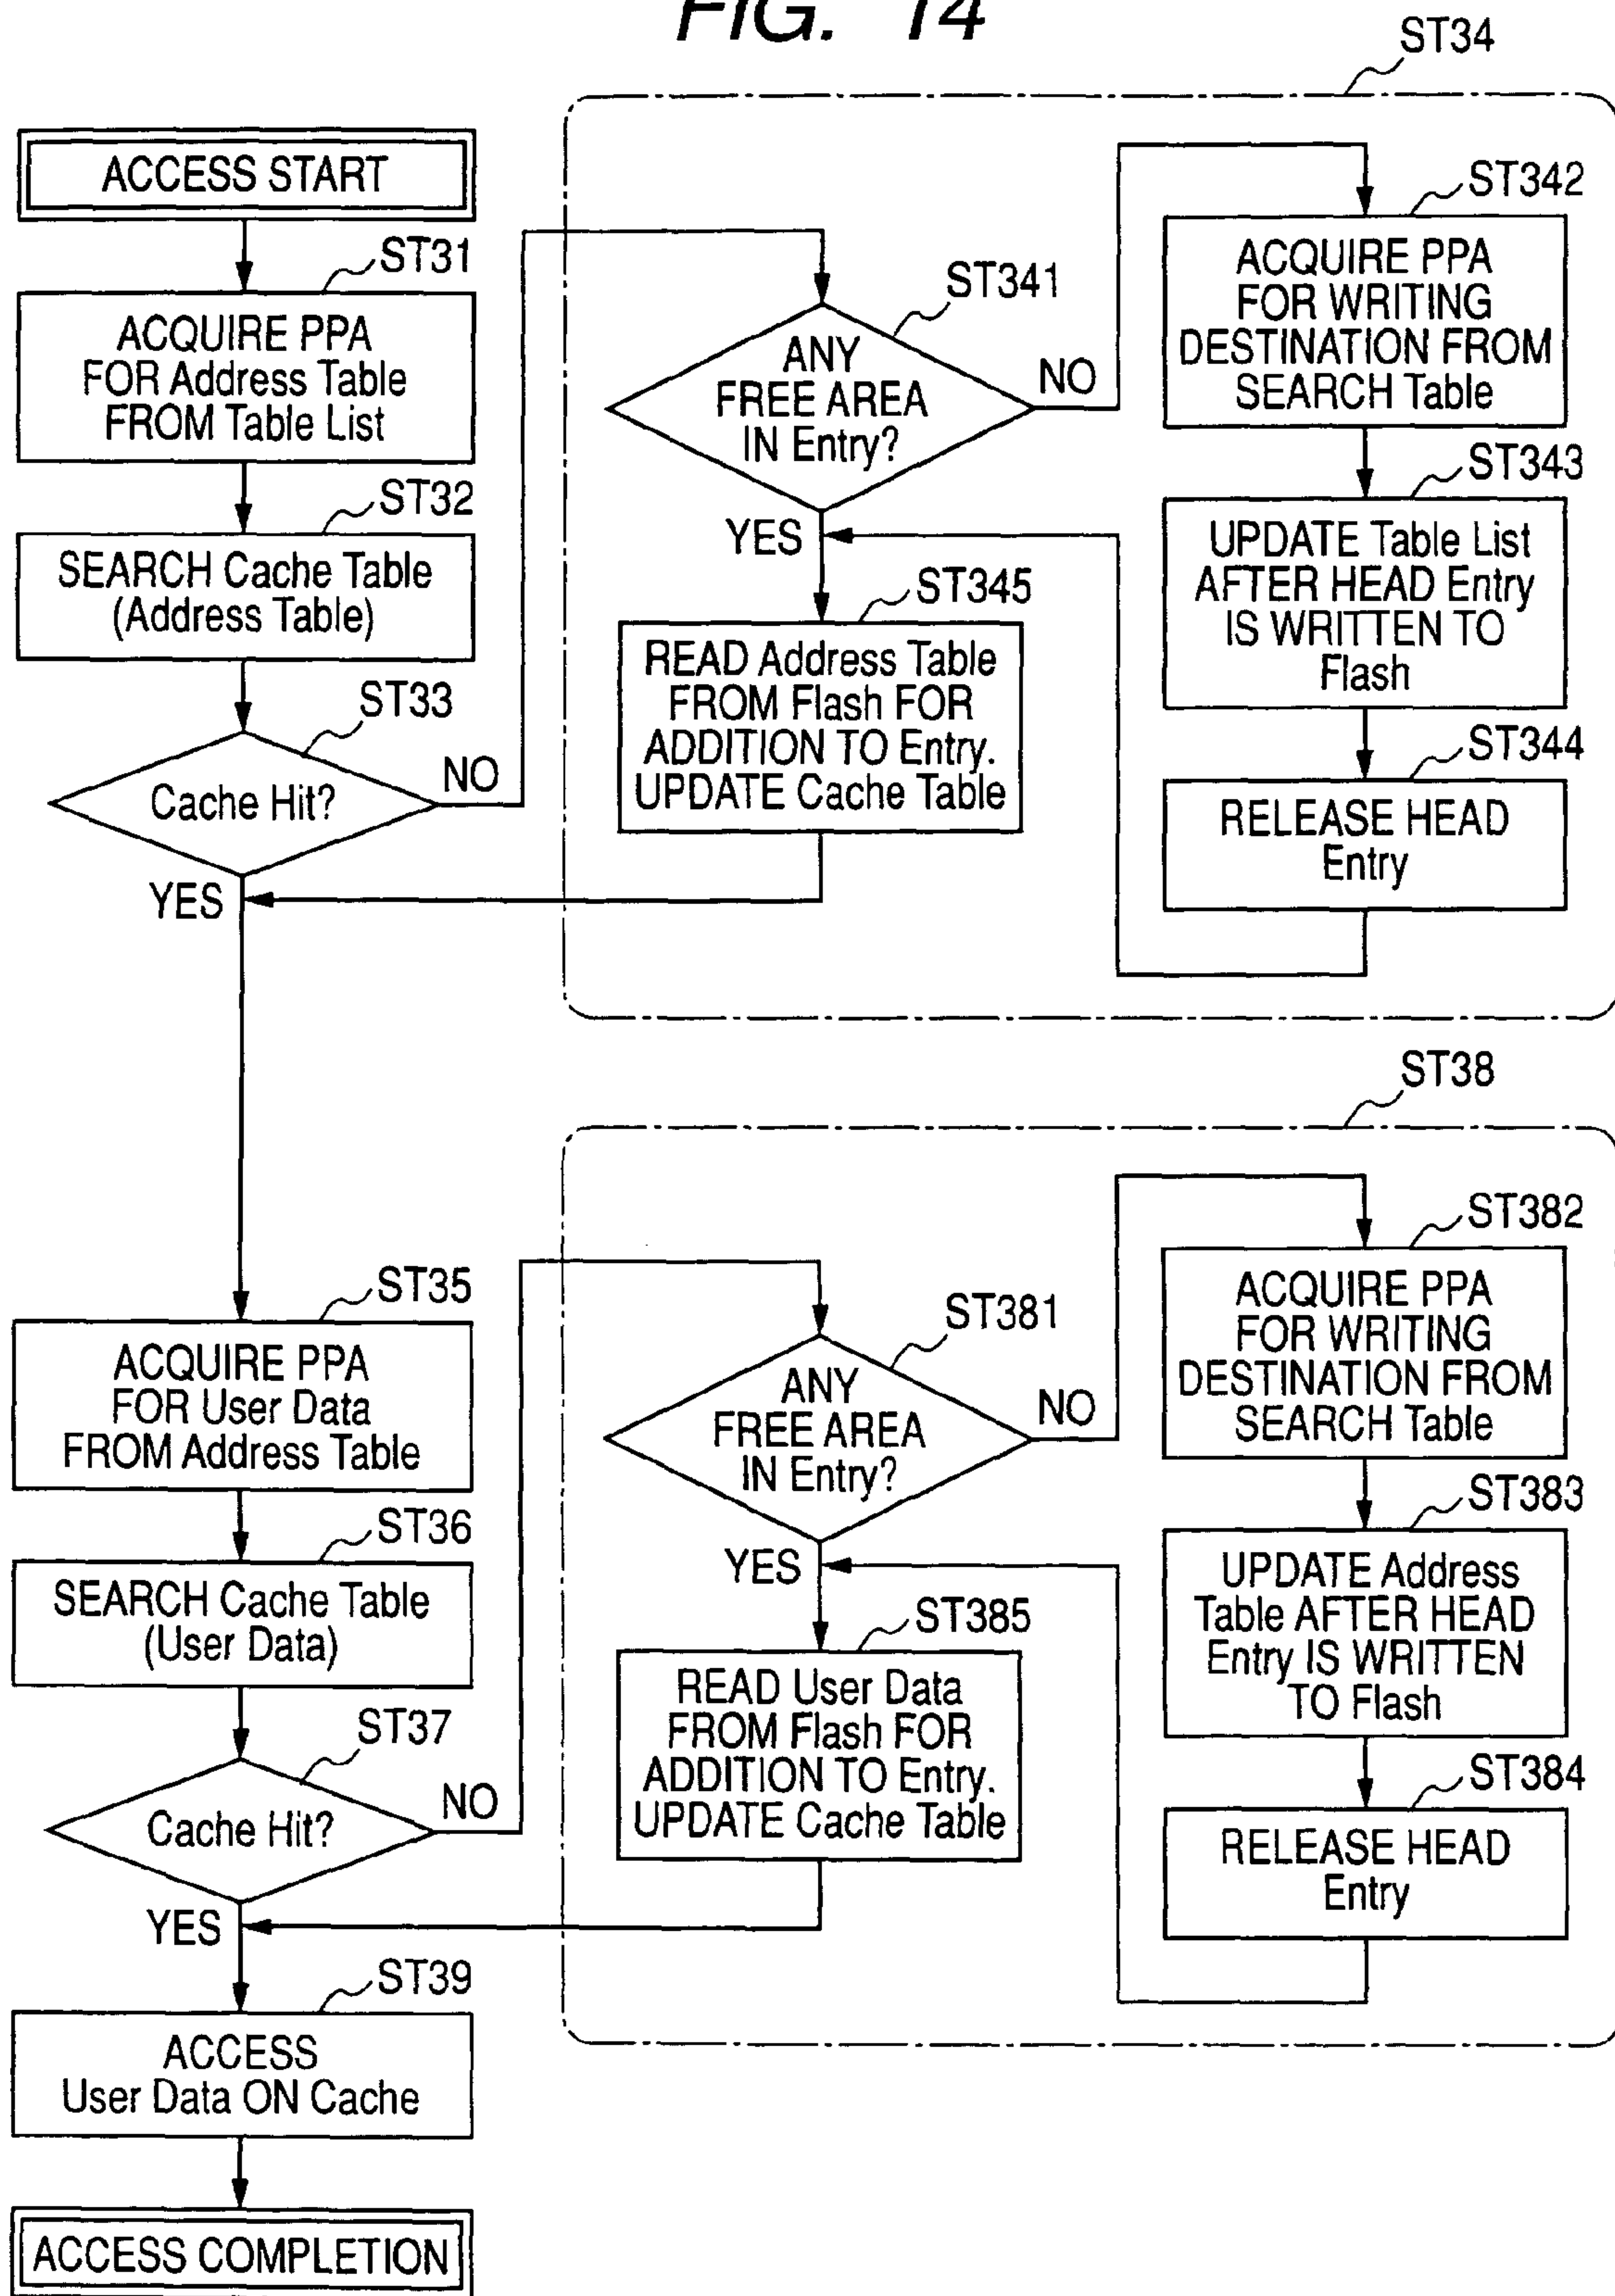 FIG. 14
ST34
ACCESS START
ST31
ACQUIRE PPA
FOR Address Table
FROM Table List
ST32
SEARCH Cache Table
(Address Table)
ST33
Cache Hit?
NO
YES
ST341
ANY
FREE AREA
IN Entry?
NO
YES
ST342
ACQUIRE PPA
FOR WRITING
DESTINATION FROM
SEARCH Table
ST343
UPDATE Table List
AFTER HEAD Entry
IS WRITTEN TO
Flash
ST344
RELEASE HEAD
Entry
ST345
READ Address Table
FROM Flash FOR
ADDITION TO Entry.
UPDATE Cache Table
ST38
ST35
ACQUIRE PPA
FOR User Data
FROM Address Table
ST36
SEARCH Cache Table
(User Data)
ST37
Cache Hit?
NO
YES
ST381
ANY
FREE AREA
IN Entry?
NO
YES
ST382
ACQUIRE PPA
FOR WRITING
DESTINATION FROM
SEARCH Table
ST383
UPDATE Address
Table AFTER HEAD
Entry IS WRITTEN
TO Flash
ST384
RELEASE HEAD
Entry
ST385
READ User Data
FROM Flash FOR
ADDITION TO Entry.
UPDATE Cache Table
ST39
ACCESS
User Data ON Cache
ACCESS COMPLETION